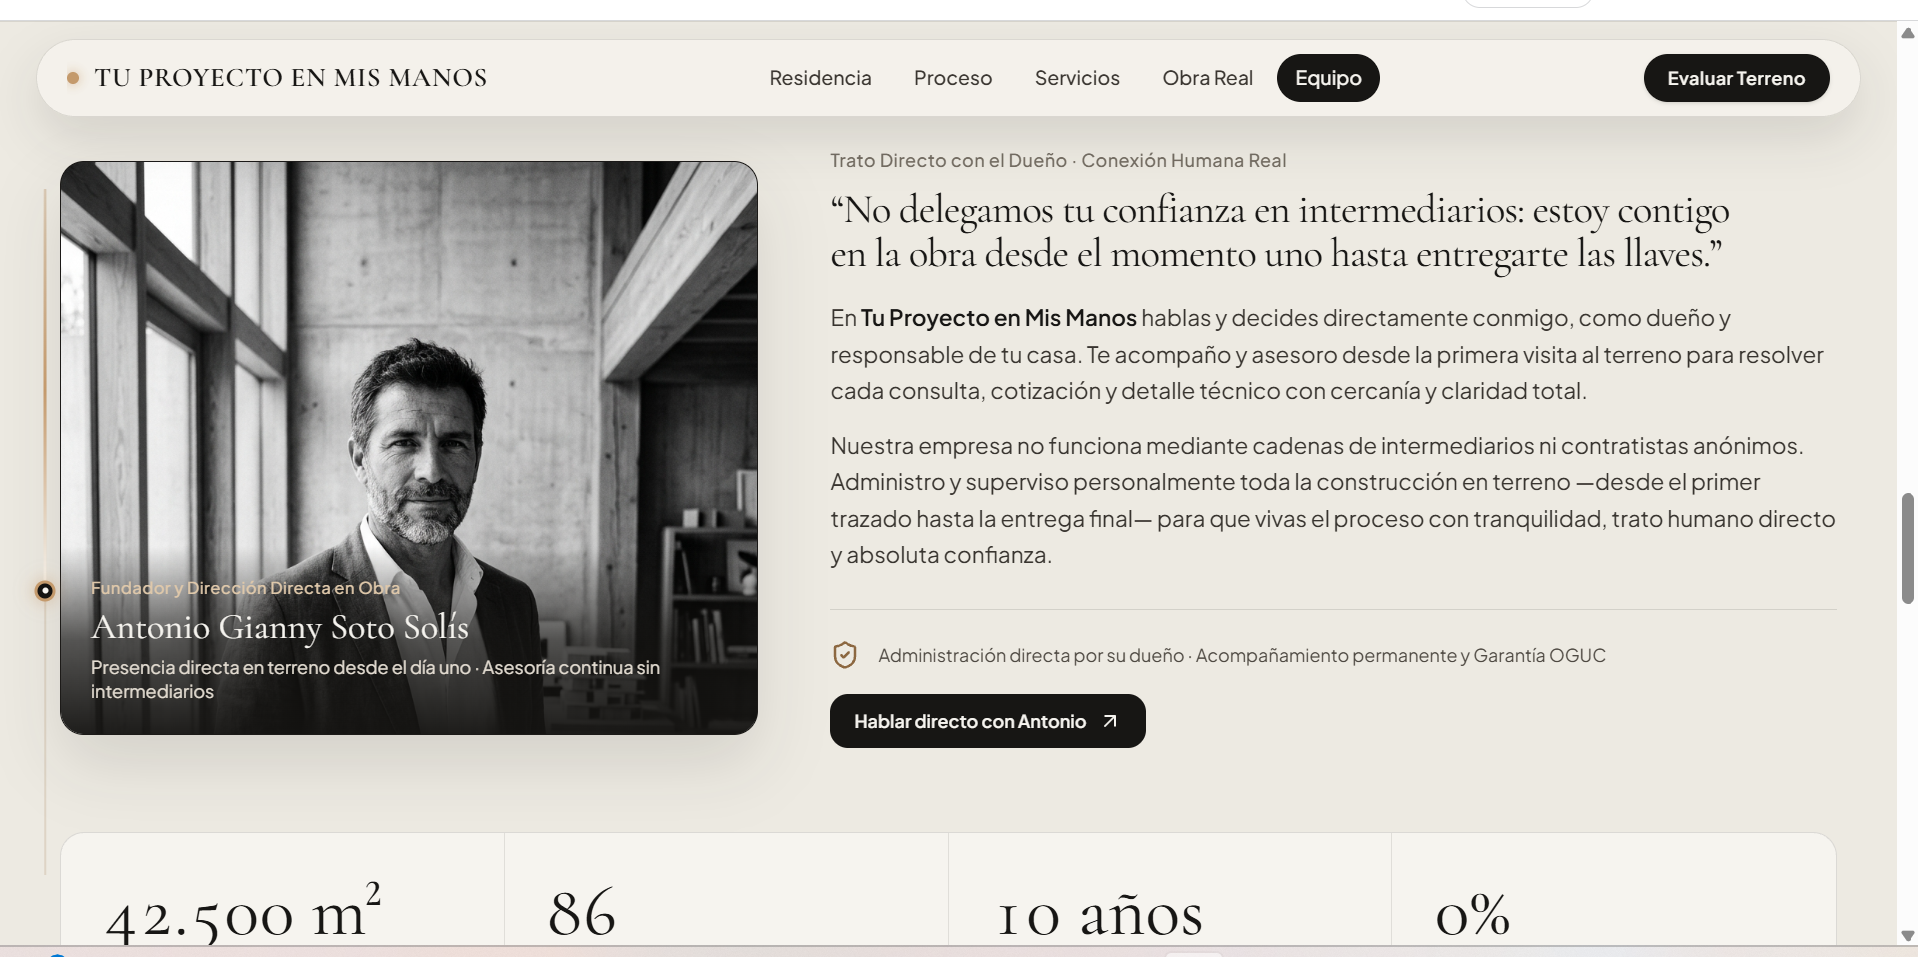 TU PROYECTO EN MIS MANOS
Residencia
Proceso
Servicios
Obra Real
Equipo
Evaluar Terreno
Fundador y Dirección Directa en Obra
Antonio Gianny Soto Solís
Presencia directa en terreno desde el día uno · Asesoría continua sin
intermediarios
Trato Directo con el Dueño · Conexión Humana Real
“No delegamos tu confianza en intermediarios: estoy contigo
en la obra desde el momento uno hasta entregarte las llaves.”
En Tu Proyecto en Mis Manos hablas y decides directamente conmigo, como dueño y
responsable de tu casa. Te acompaño y asesoro desde la primera visita al terreno para resolver
cada consulta, cotización y detalle técnico con cercanía y claridad total.
Nuestra empresa no funciona mediante cadenas de intermediarios ni contratistas anónimos.
Administro y superviso personalmente toda la construcción en terreno —desde el primer
trazado hasta la entrega final— para que vivas el proceso con tranquilidad, trato humano directo
y absoluta confianza.
Administración directa por su dueño · Acompañamiento permanente y Garantía OGUC
Hablar directo con Antonio
42.500 m²
86
10 años
0%